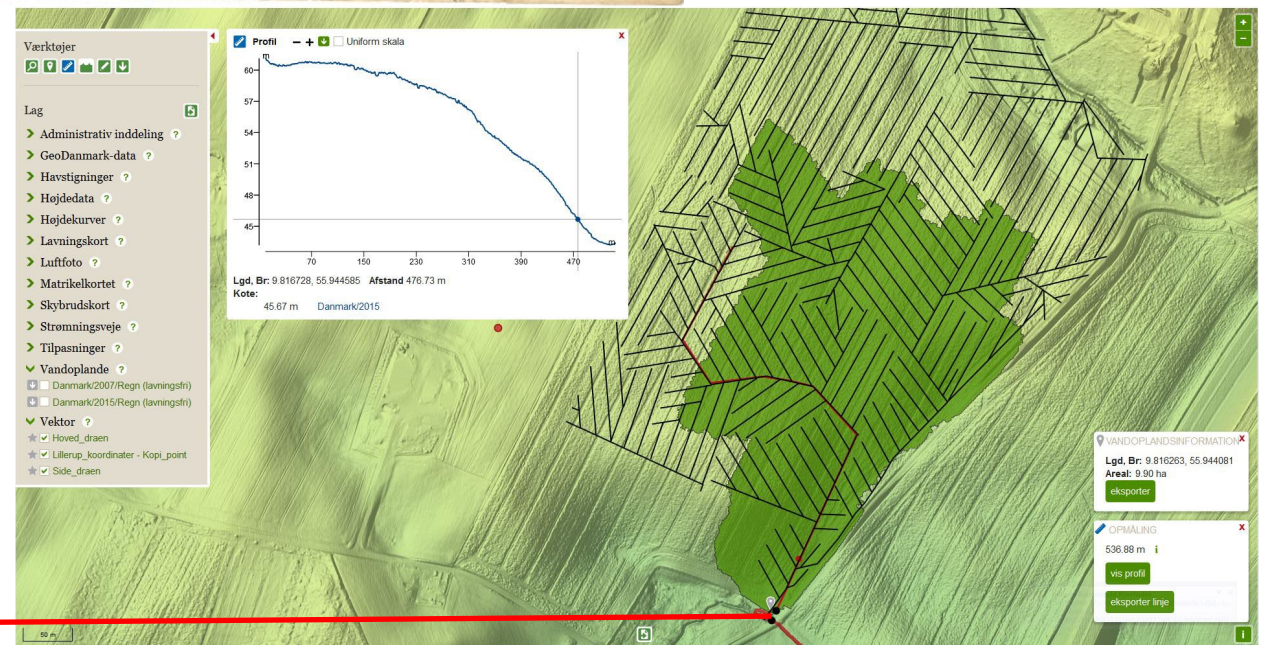 Værktøjer
Lag
Administrativ inddeling ?
GeoDanmark-data ?
Havstigninger ?
Højdedata ?
Højdekurver ?
Lavningskort ?
Luftfoto ?
Matrikelkortet ?
Skybrudskort ?
Strømningsveje ?
Tilpasninger ?
Vandoplande ?
Danmark/2007/Regn (lavningsfri)
Danmark/2015/Regn (lavningsfri)
Vektor ?
Hoved_draen
Lillerup_koordinater - Kopi_point
Side_draen
Profil − + Uniform skala x
m
60
57
54
51
48
45
m
70 150 230 310 390 470
Lgd, Br: 9.816728, 55.944585 Afstand 476.73 m
Kote:
45.67 m Danmark/2015
+
−
VANDOPLANDSINFORMATION x
Lgd, Br: 9.816263, 55.944081
Areal: 9.90 ha
eksporter
OPMÅLING x
536.88 m i
vis profil
eksporter linje
50 m
i